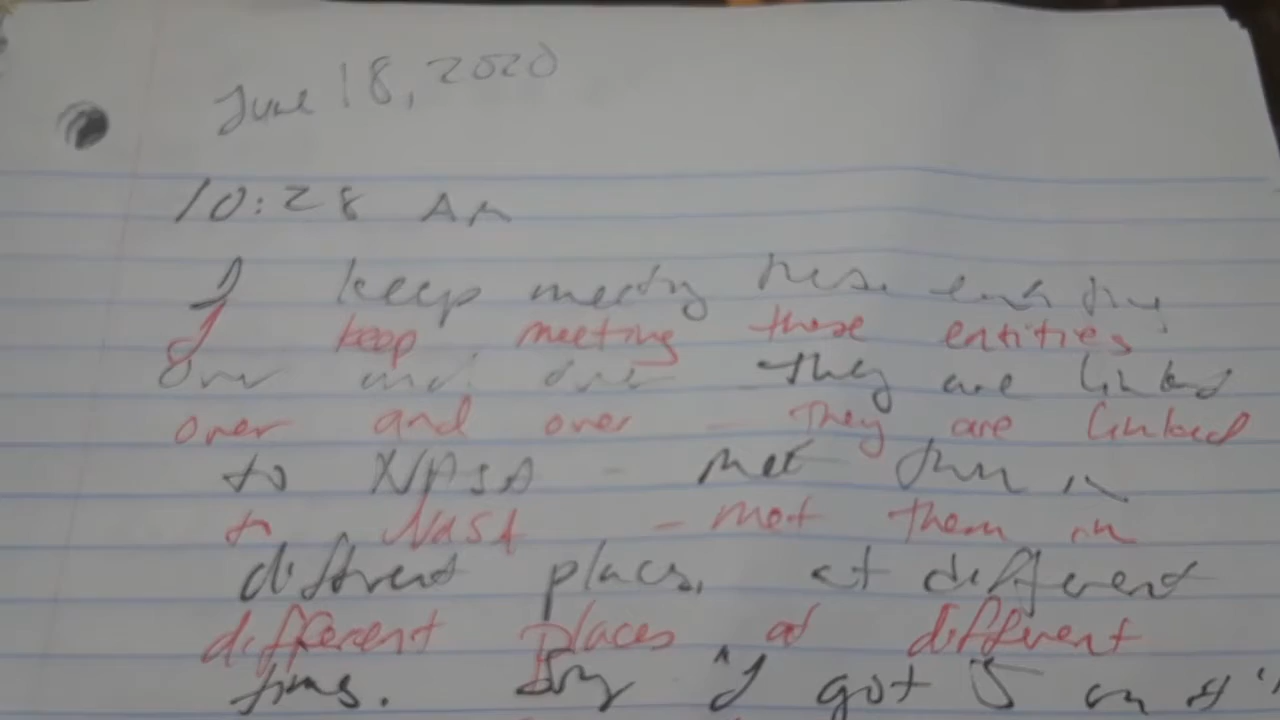 June 18, 2020
10:28 AM
I keep meeting these entities
I keep meeting these entities
Over and over they are linked
over and over - They are linked
to NASA - met them in
to NASA - met them in
different places. at different
different places at different
times. I got 5 on